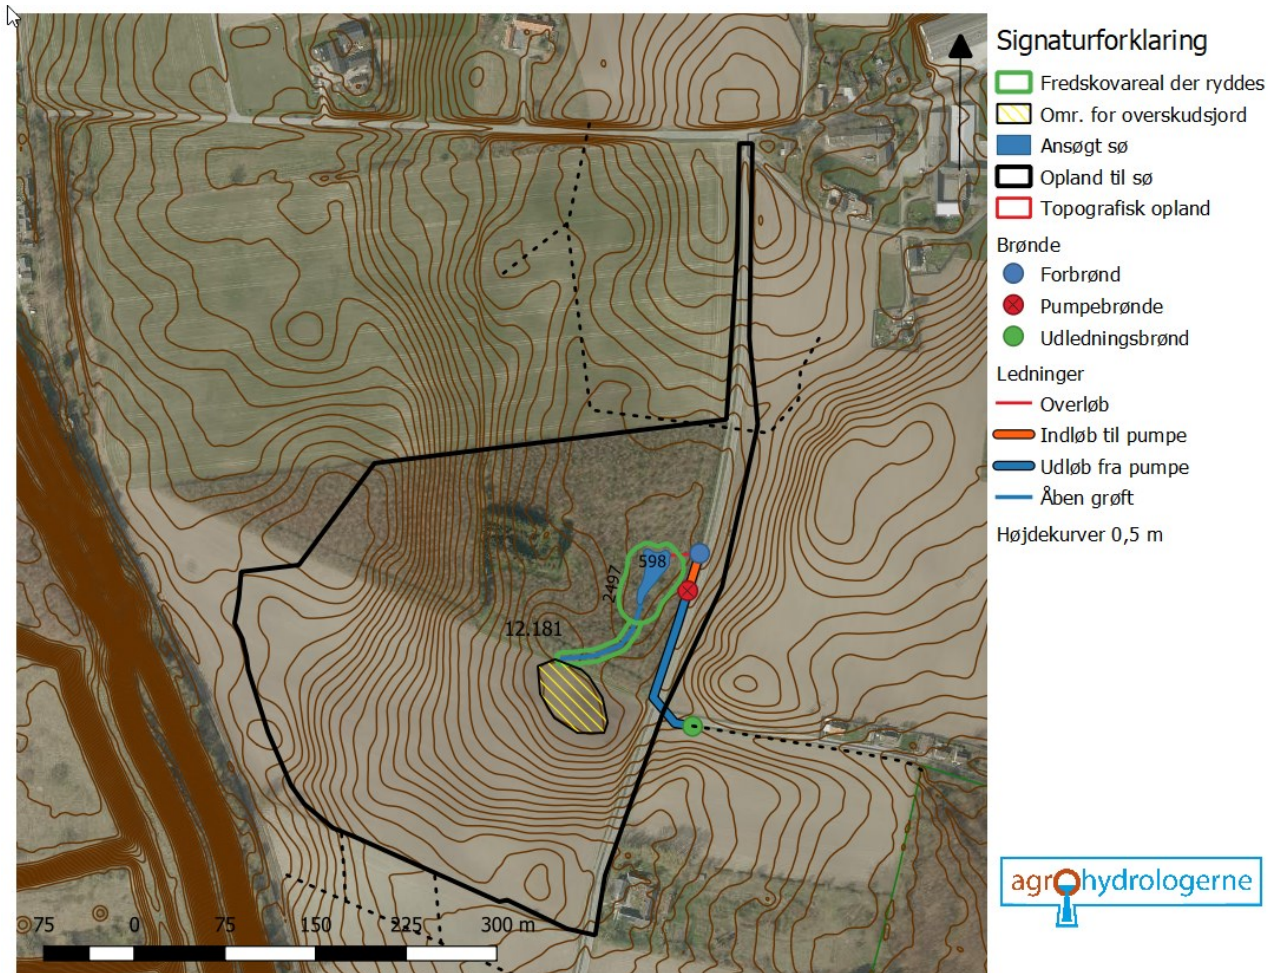 Signaturforklaring
Fredskovareal der ryddes
Omr. for overskudsjord
Ansøgt sø
Opland til sø
Topografisk opland
Brønde
Forbrønd
Pumpebrønde
Udledningsbrønd
Ledninger
Overløb
Indløb til pumpe
Udløb fra pumpe
Åben grøft
Højdekurver 0,5 m
598
2497
12.181
75 0 75 150 225 300 m
agrohydrologerne